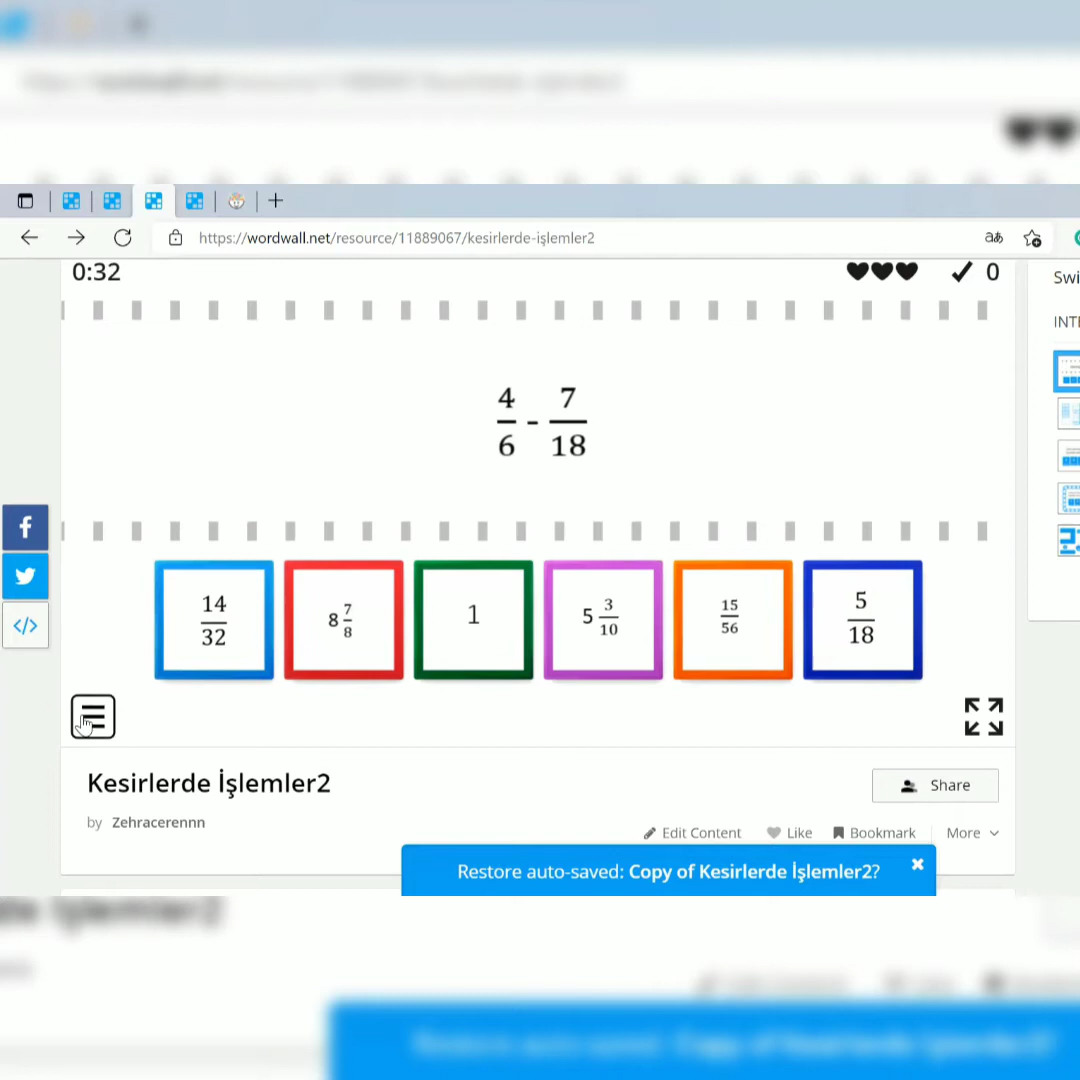 https://wordwall.net/resource/11889067/kesirlerde-işlemler2
aあ
0:32
0
Swi
INTE
4/6 - 7/18
14/32
8 7/8
1
5 3/10
15/56
5/18
Kesirlerde İşlemler2
Share
by Zehracerennn
Edit Content Like Bookmark More
Restore auto-saved: Copy of Kesirlerde İşlemler2?